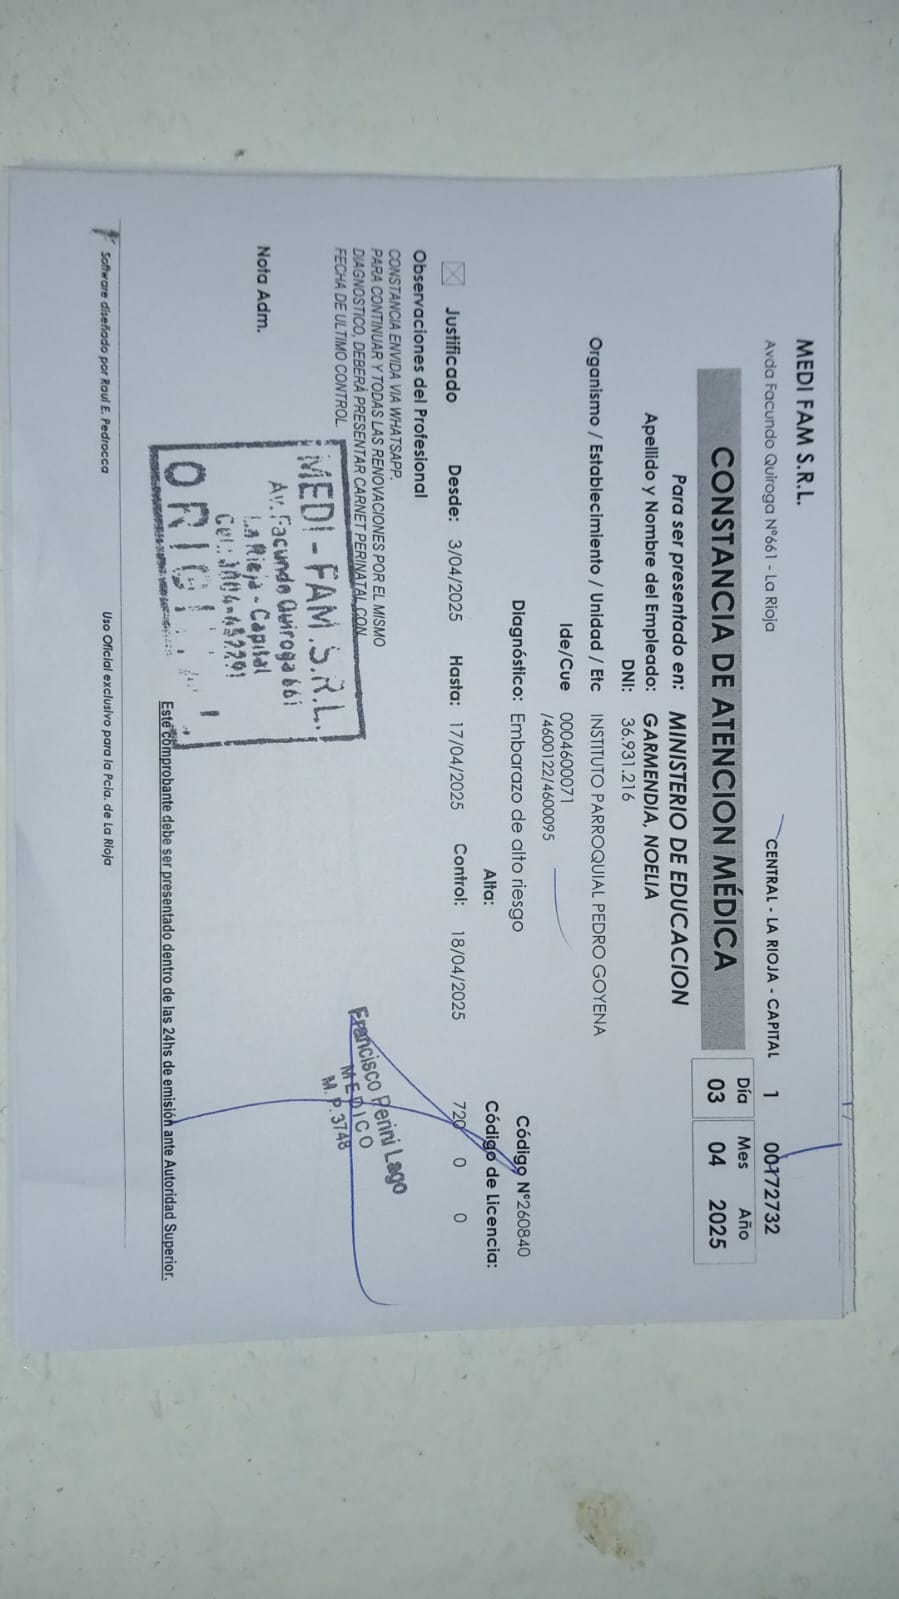 MEDI FAM S.R.L.
Avda Facundo Quiroga N°661 - La Rioja
CENTRAL - LA RIOJA - CAPITAL 1 00172732
CONSTANCIA DE ATENCION MÉDICA
Día Mes Año
03 04 2025
Para ser presentado en: MINISTERIO DE EDUCACION
Apellido y Nombre del Empleado: GARMENDIA, NOELIA
DNI: 36.931.216
Organismo / Establecimiento / Unidad / Etc INSTITUTO PARROQUIAL PEDRO GOYENA
Ide/Cue 0004600071
/4600122/4600095
Diagnóstico: Embarazo de alto riesgo Código N°260840
Alta: Código de Licencia:
Justificado Desde: 3/04/2025 Hasta: 17/04/2025 Control: 18/04/2025 720 0 0
Observaciones del Profesional
CONSTANCIA ENVIDA VIA WHATSAPP.
PARA CONTINUAR Y TODAS LAS RENOVACIONES POR EL MISMO
DIAGNOSTICO, DEBERÁ PRESENTAR CARNET PERINATAL CON
FECHA DE ULTIMO CONTROL
MEDI - FAM. S.R.L.
Av. Facundo Quiroga 661
La Rioja - Capital
Francisco Perini Lago
MEDICO
M.P. 3748
Nota Adm.
Este comprobante debe ser presentado dentro de las 24hs de emisión ante Autoridad Superior.
Software diseñado por Raul E. Pedrocca
Uso Oficial exclusivo para la Pcia. de La Rioja